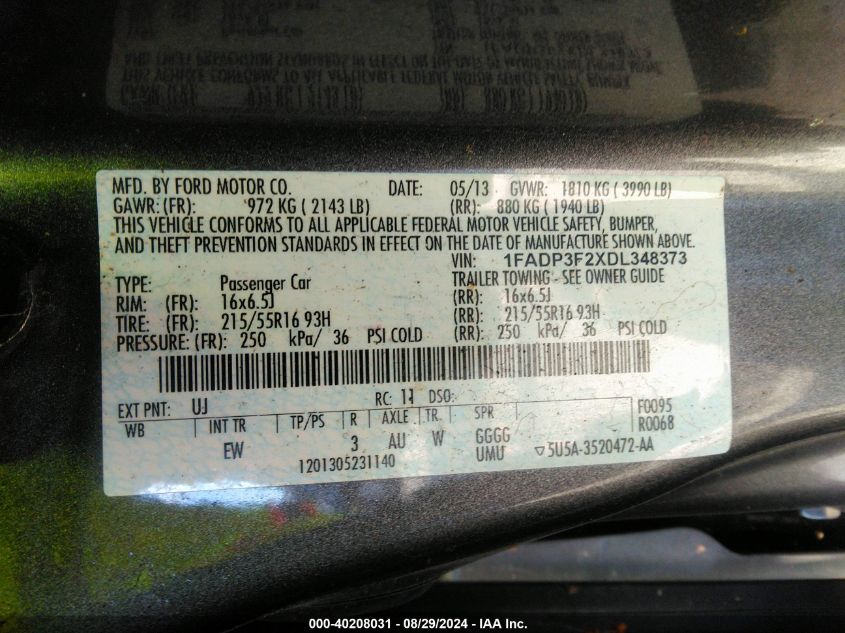 MFD. BY FORD MOTOR CO. DATE: 05/13 GVWR: 1810 KG ( 3990 LB)
GAWR: (FR): 972 KG ( 2143 LB) (RR): 880 KG ( 1940 LB)
THIS VEHICLE CONFORMS TO ALL APPLICABLE FEDERAL MOTOR VEHICLE SAFETY, BUMPER,
AND THEFT PREVENTION STANDARDS IN EFFECT ON THE DATE OF MANUFACTURE SHOWN ABOVE.
VIN: 1FADP3F2XDL348373
TYPE: Passenger Car TRAILER TOWING - SEE OWNER GUIDE
RIM: (FR): 16x6.5J (RR): 16x6.5J
TIRE: (FR): 215/55R16 93H (RR): 215/55R16 93H
PRESSURE: (FR): 250 kPa/ 36 PSI COLD (RR): 250 kPa/ 36 PSI COLD
EXT PNT: UJ RC: 11 DSO: F0095
WB INT TR TP/PS R AXLE TR. SPR R0068
EW 3 AU W GGGG
1201305231140 UMU ▽5U5A-3520472-AA
000-40208031 - 08/29/2024 - IAA Inc.